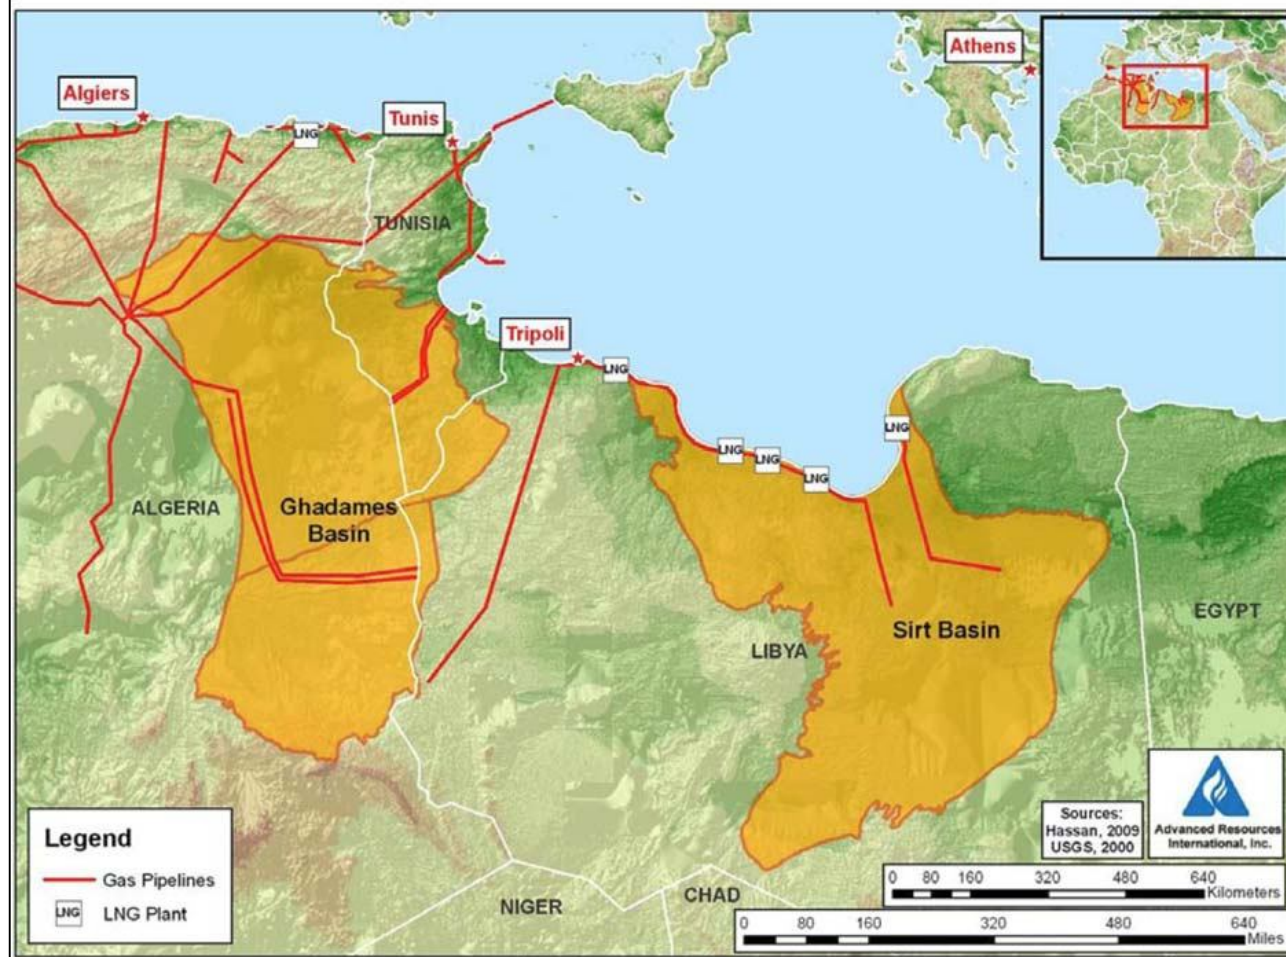 Athens
Algiers
Tunis
LNG
TUNISIA
Tripoli
LNG
LNG
LNG
LNG
LNG
ALGERIA
Ghadames
Basin
Sirt Basin
LIBYA
EGYPT
Legend
Gas Pipelines
LNG LNG Plant
NIGER
CHAD
Sources:
Hassan, 2009
USGS, 2000
Advanced Resources
International, Inc.
0 80 160 320 480 640
Kilometers
0 80 160 320 480 640
Miles